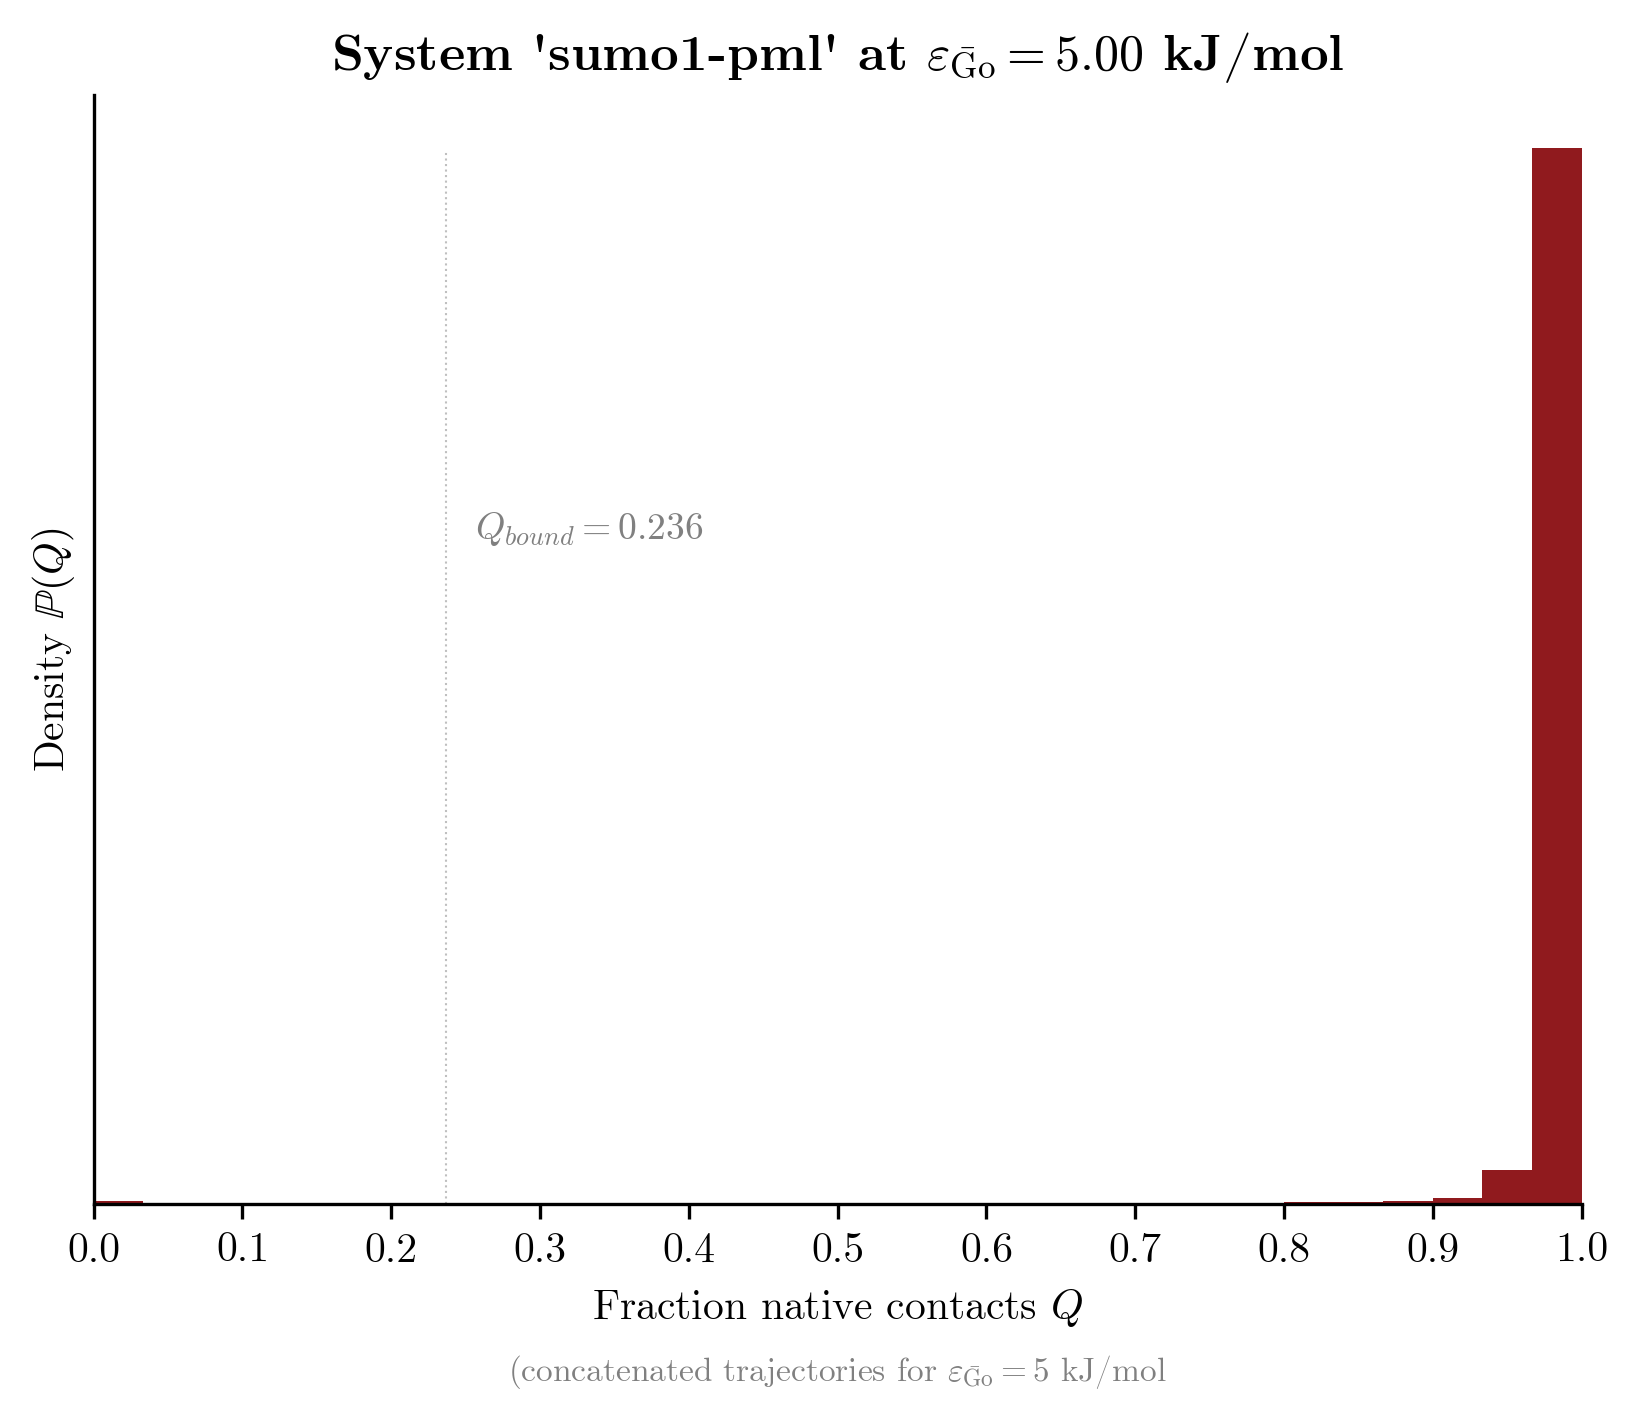 System 'sumo1-pml' at ε_Ḡo = 5.00 kJ/mol
Density ℙ(Q)
Q_bound = 0.236
0.0 0.1 0.2 0.3 0.4 0.5 0.6 0.7 0.8 0.9 1.0
Fraction native contacts Q
(concatenated trajectories for ε_Ḡo = 5 kJ/mol